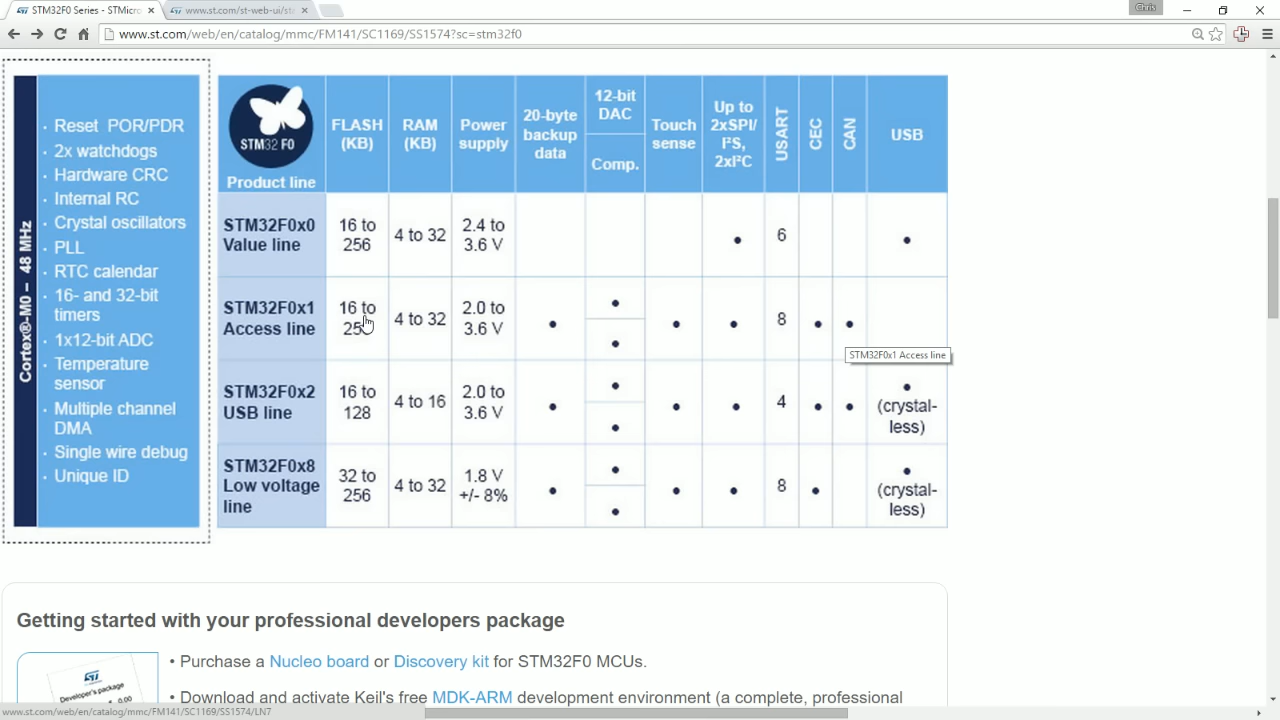 STM32F0 Series - STMicro
www.st.com/st-web-ui/sta
Chris
www.st.com/web/en/catalog/mmc/FM141/SC1169/SS1574?sc=stm32f0
Cortex®-M0 – 48 MHz
· Reset POR/PDR
· 2x watchdogs
· Hardware CRC
· Internal RC
· Crystal oscillators
· PLL
· RTC calendar
· 16- and 32-bit
timers
· 1x12-bit ADC
· Temperature
sensor
· Multiple channel
DMA
· Single wire debug
· Unique ID
STM32 F0
Product line
FLASH
(KB)
RAM
(KB)
Power
supply
20-byte
backup
data
12-bit
DAC
Comp.
Touch
sense
Up to
2xSPI/
I²S,
2xI²C
USART
CEC
CAN
USB
STM32F0x0
Value line
16 to
256
4 to 32
2.4 to
3.6 V
•
6
•
STM32F0x1
Access line
16 to
256
4 to 32
2.0 to
3.6 V
•
•
•
•
•
8
•
•
STM32F0x1 Access line
STM32F0x2
USB line
16 to
128
4 to 16
2.0 to
3.6 V
•
•
•
•
•
4
•
•
•
(crystal-
less)
STM32F0x8
Low voltage
line
32 to
256
4 to 32
1.8 V
+/- 8%
•
•
•
•
•
8
•
•
(crystal-
less)
Getting started with your professional developers package
Developer's package
• Purchase a Nucleo board or Discovery kit for STM32F0 MCUs.
• Download and activate Keil's free MDK-ARM development environment (a complete, professional
www.st.com/web/en/catalog/mmc/FM141/SC1169/SS1574/LN7